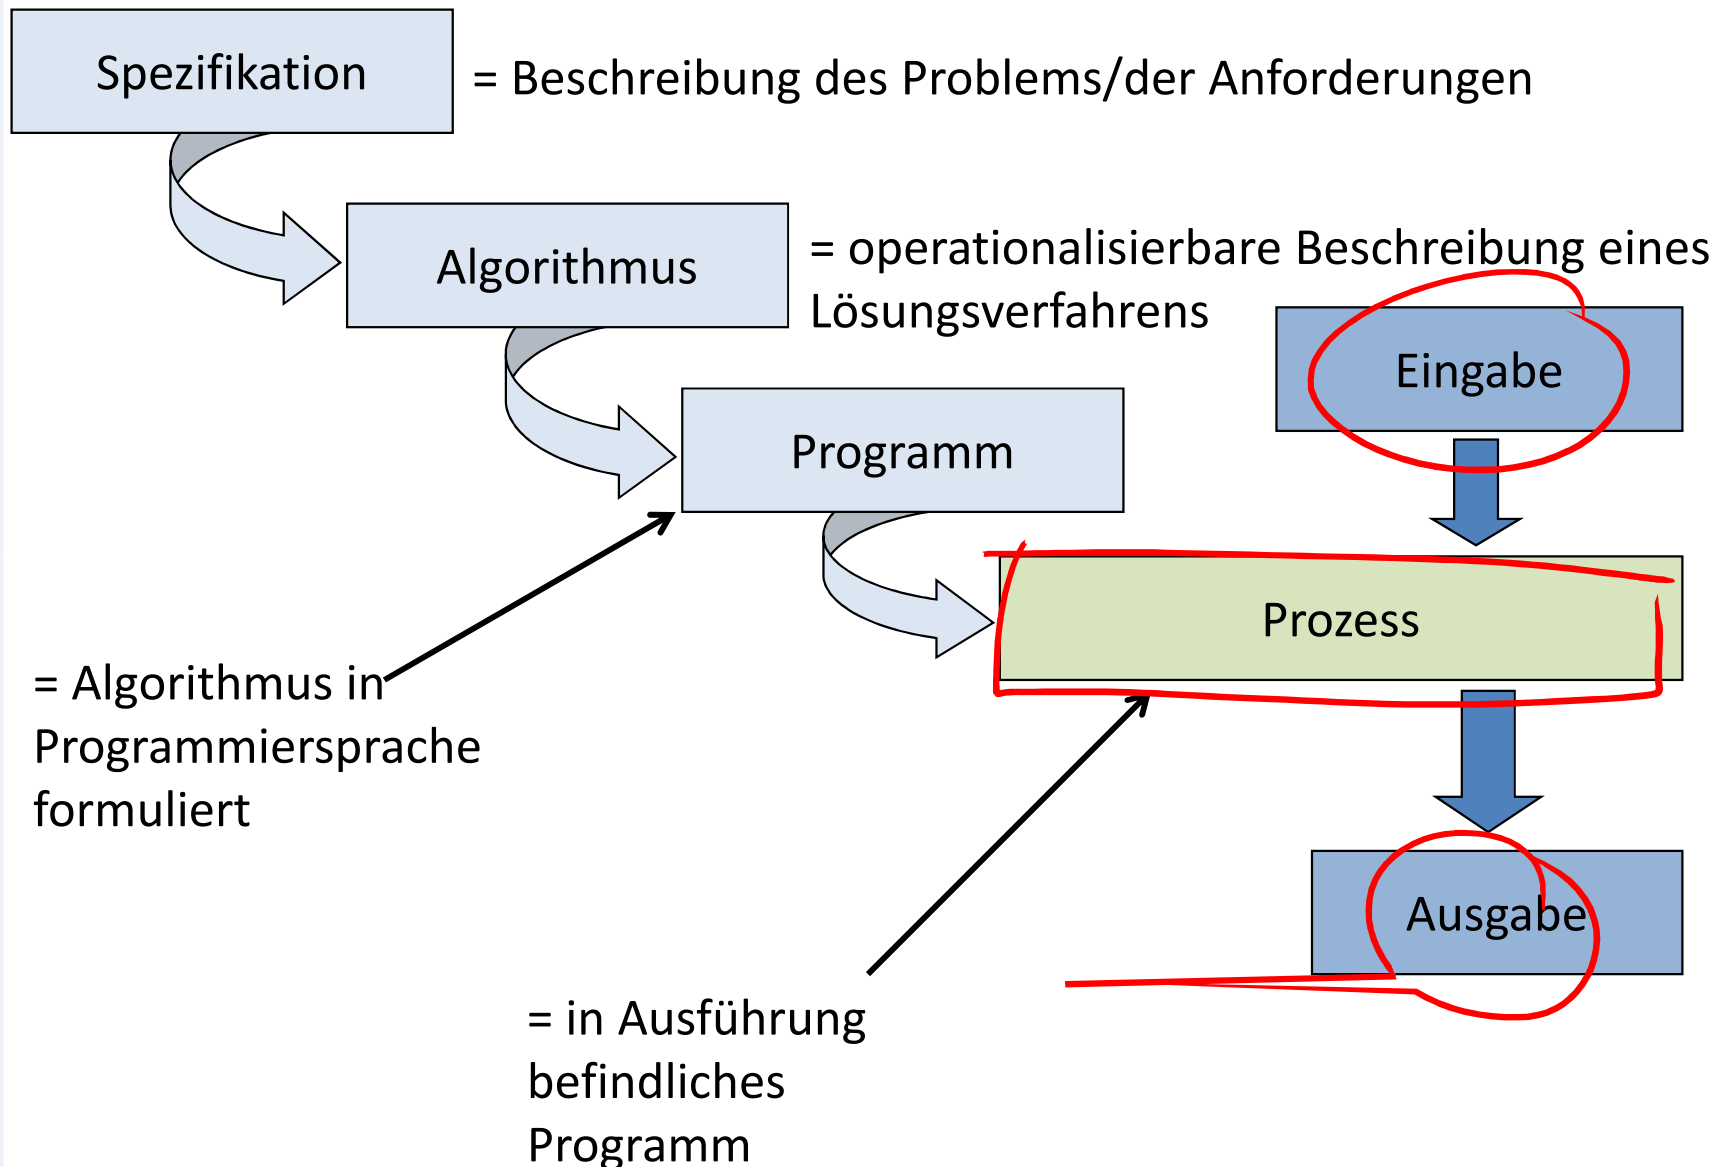 Spezifikation
= Beschreibung des Problems/der Anforderungen
Algorithmus
= operationalisierbare Beschreibung eines
Lösungsverfahrens
Eingabe
Programm
Prozess
= Algorithmus in
Programmiersprache
formuliert
Ausgabe
= in Ausführung
befindliches
Programm